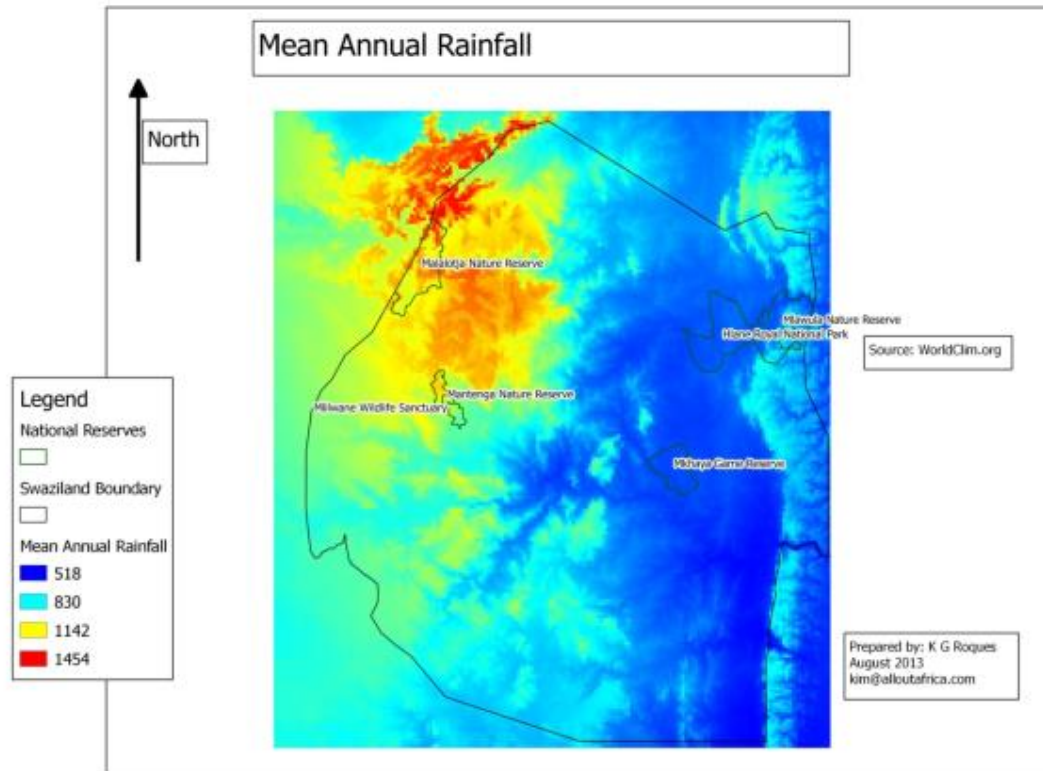 Mean Annual Rainfall
North
Malalotja Nature Reserve
Mlawula Nature Reserve
Hlane Royal National Park
Source: WorldClim.org
Mantenga Nature Reserve
Mlilwane Wildlife Sanctuary
Mkhaya Game Reserve
Legend
National Reserves
Swaziland Boundary
Mean Annual Rainfall
518
830
1142
1454
Prepared by: K G Roques
August 2013
kim@alloutafrica.com